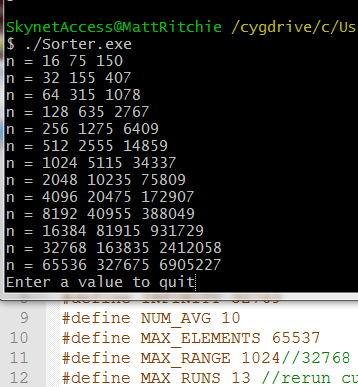 SkynetAccess@MattRitchie /cygdrive/c/Us
$ ./Sorter.exe
n = 16 75 150
n = 32 155 407
n = 64 315 1078
n = 128 635 2767
n = 256 1275 6409
n = 512 2555 14859
n = 1024 5115 34337
n = 2048 10235 75809
n = 4096 20475 172907
n = 8192 40955 388049
n = 16384 81915 931729
n = 32768 163835 2412058
n = 65536 327675 6905227
Enter a value to quit
8 #define
9 #define NUM_AVG 10
10 #define MAX_ELEMENTS 65537
11 #define MAX_RANGE 1024//32768
12 #define MAX_RUNS 13 //rerun cu